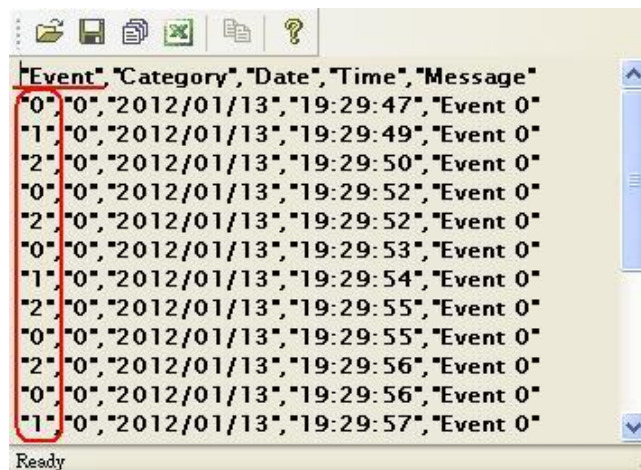 "Event","Category","Date","Time","Message"
"0","0","2012/01/13","19:29:47","Event 0"
"1","0","2012/01/13","19:29:49","Event 0"
"2","0","2012/01/13","19:29:50","Event 0"
"0","0","2012/01/13","19:29:52","Event 0"
"2","0","2012/01/13","19:29:52","Event 0"
"0","0","2012/01/13","19:29:53","Event 0"
"1","0","2012/01/13","19:29:54","Event 0"
"2","0","2012/01/13","19:29:55","Event 0"
"0","0","2012/01/13","19:29:55","Event 0"
"2","0","2012/01/13","19:29:56","Event 0"
"0","0","2012/01/13","19:29:56","Event 0"
"1","0","2012/01/13","19:29:57","Event 0"
Ready